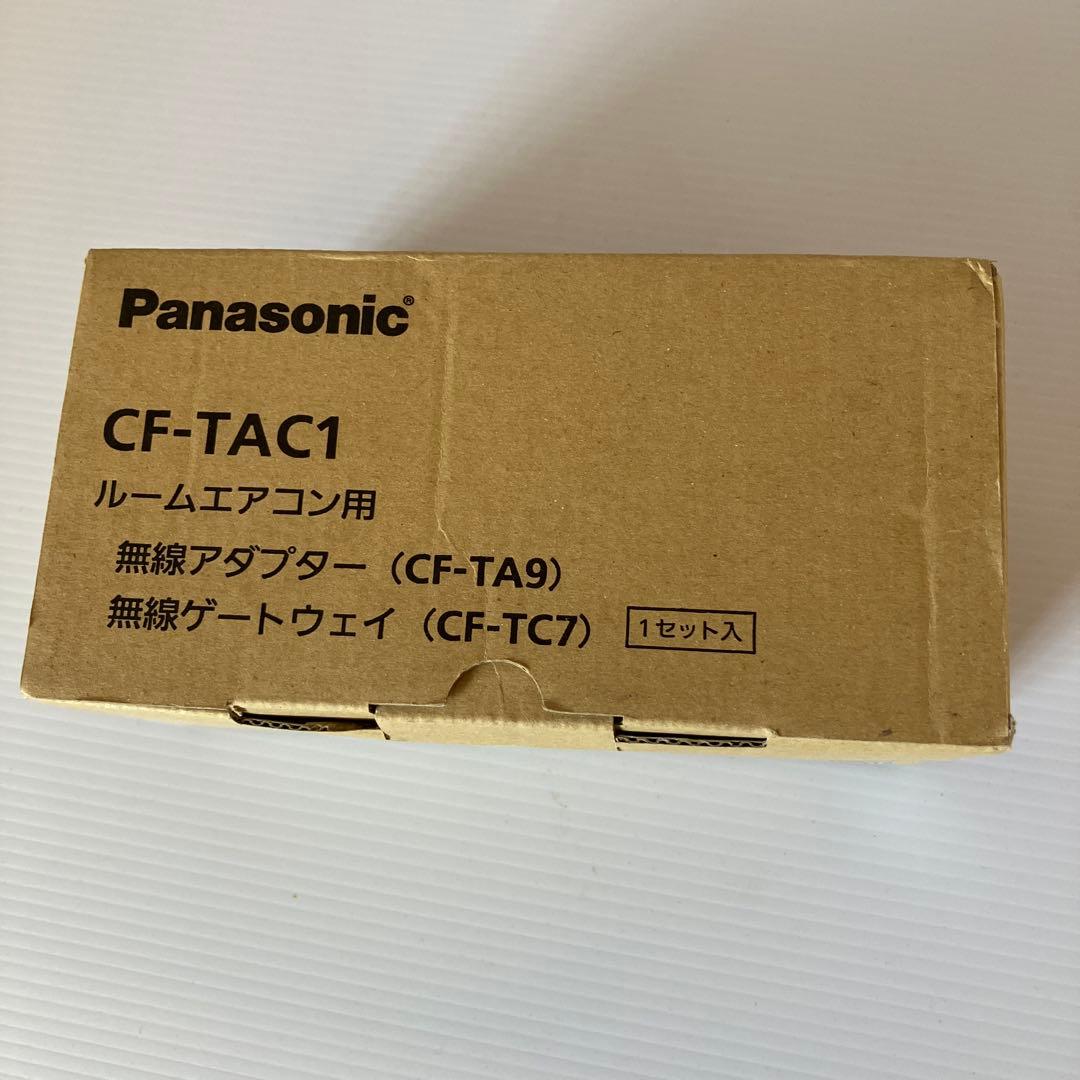 Panasonic®
CF-TAC1
ルームエアコン用
無線アダプター（CF-TA9）
無線ゲートウェイ（CF-TC7） 1セット入